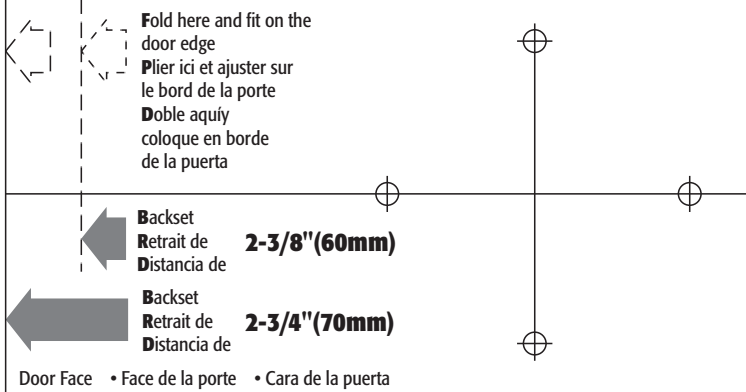 Fold here and fit on the
door edge
Plier ici et ajuster sur
le bord de la porte
Doble aquíy
coloque en borde
de la puerta
Backset
Retrait de 2-3/8"(60mm)
Distancia de
Backset
Retrait de 2-3/4"(70mm)
Distancia de
Door Face • Face de la porte • Cara de la puerta